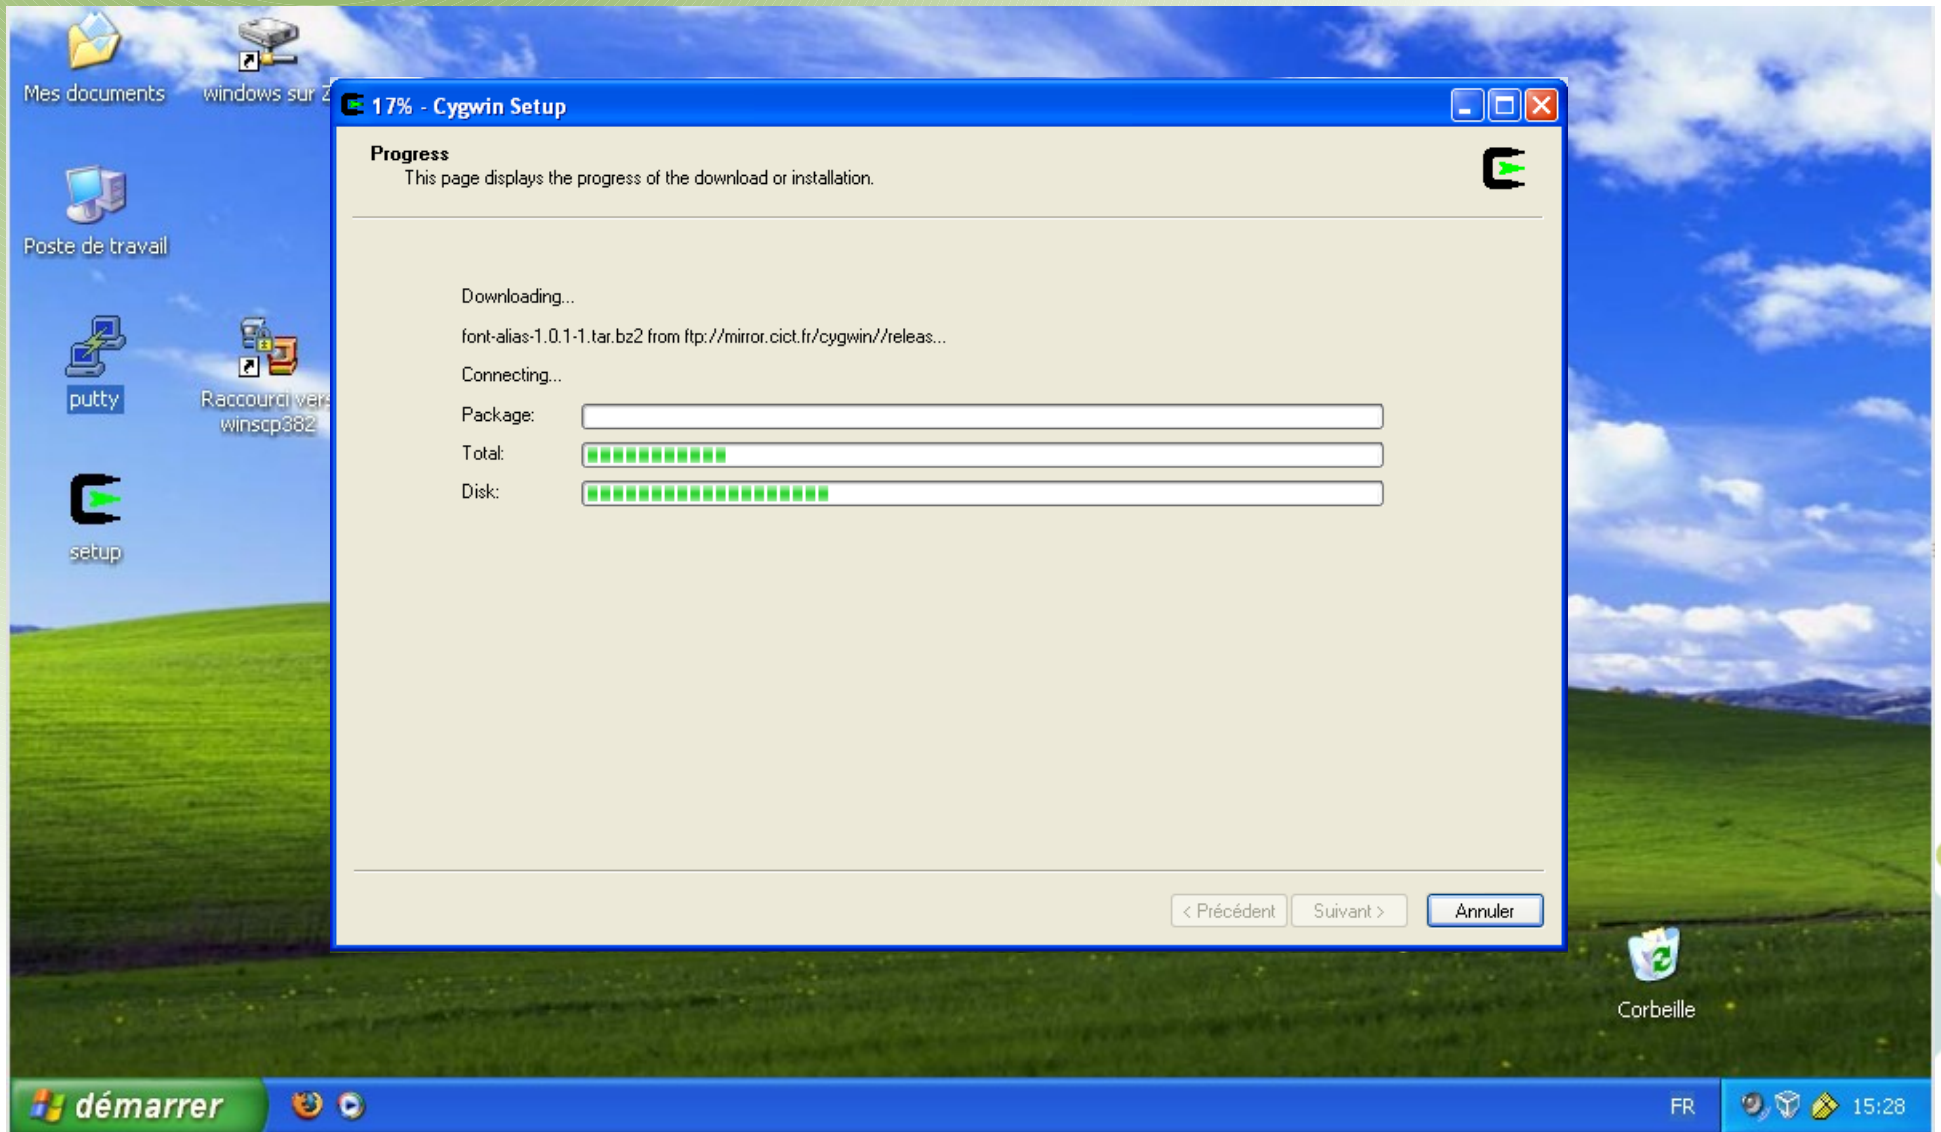 Mes documents
windows sur
Poste de travail
putty
Raccourci vers
winscp382
setup
17% - Cygwin Setup
Progress
This page displays the progress of the download or installation.
Downloading...
font-alias-1.0.1-1.tar.bz2 from ftp://mirror.cict.fr/cygwin//releas...
Connecting...
Package:
Total:
Disk:
< Précédent
Suivant >
Annuler
Corbeille
démarrer
FR
15:28